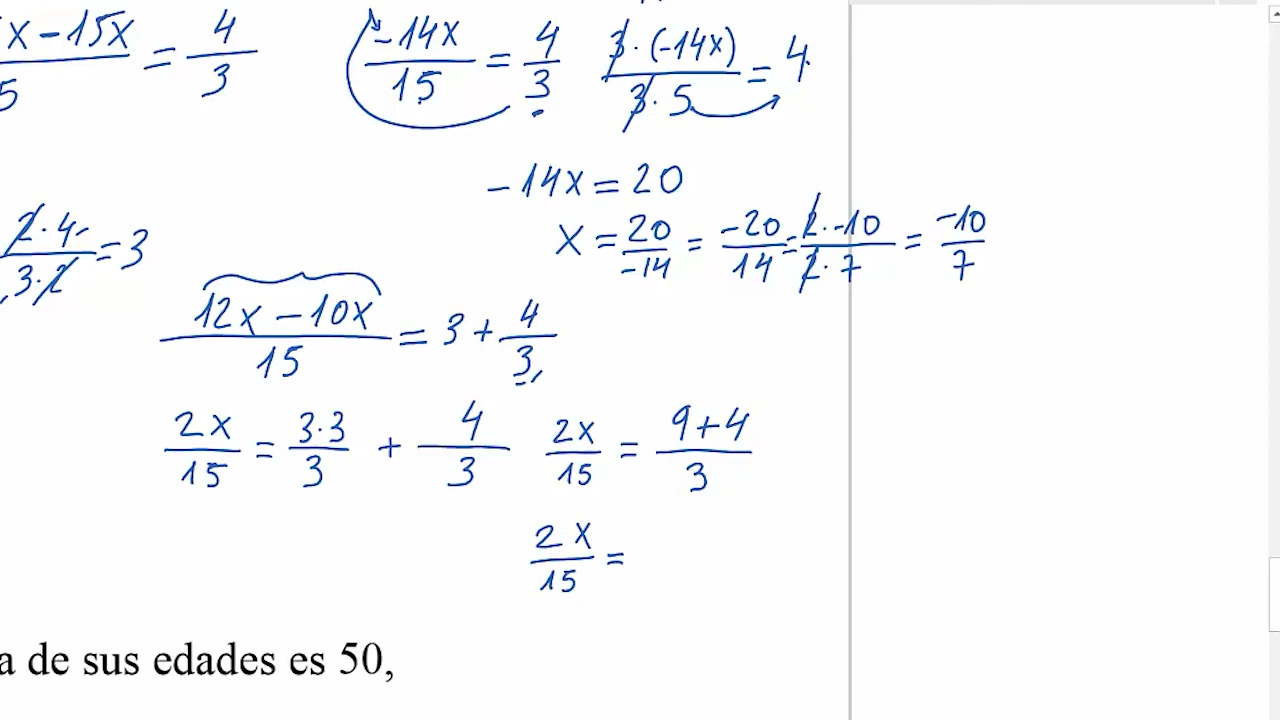 x - 15x / 5 = 4/3
-14x/15 = 4/3
3·(-14x) / 3·5 = 4
-14x = 20
x = 20/-14 = -20/14 = 2·-10 / 2·7 = -10/7
2·4 / 3·2 = 3
12x - 10x / 15 = 3 + 4/3
2x/15 = 3·3/3 + 4/3
2x/15 = 9+4 / 3
2x/15 =
a de sus edades es 50,